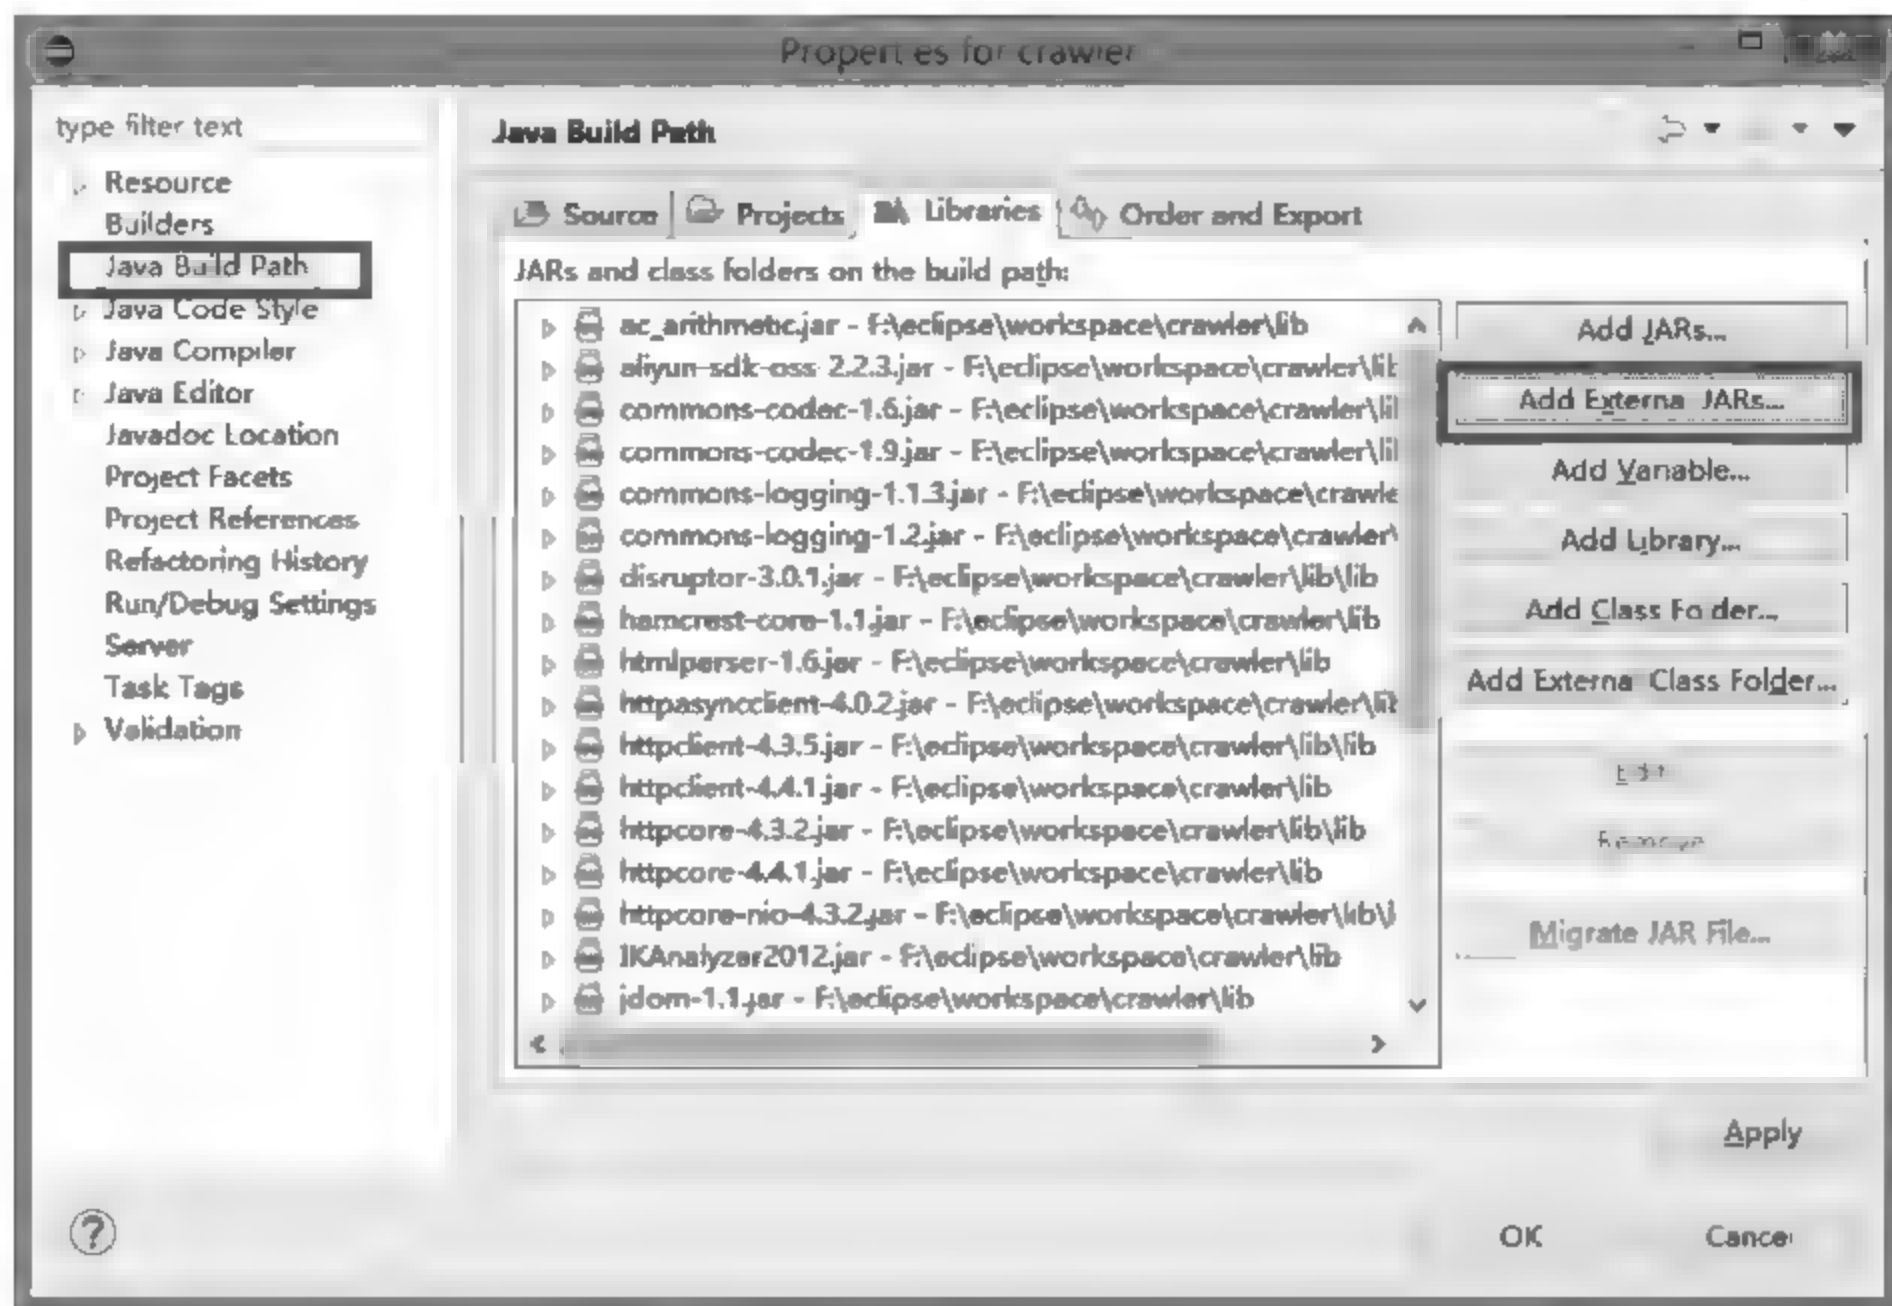 Properties for crawler
type filter text
Resource
Builders
Java Build Path
Java Code Style
Java Compiler
Java Editor
Javadoc Location
Project Facets
Project References
Refactoring History
Run/Debug Settings
Server
Task Tags
Validation
Java Build Path
Source Projects Libraries Order and Export
JARs and class folders on the build path:
ac_arithmetic.jar - F:\eclipse\workspace\crawler\lib
aliyun-sdk-oss-2.2.3.jar - F:\eclipse\workspace\crawler\lib
commons-codec-1.6.jar - F:\eclipse\workspace\crawler\lil
commons-codec-1.9.jar - F:\eclipse\workspace\crawler\lil
commons-logging-1.1.3.jar - F:\eclipse\workspace\crawle
commons-logging-1.2.jar - F:\eclipse\workspace\crawler\
disruptor-3.0.1.jar - F:\eclipse\workspace\crawler\lib\lib
hamcrest-core-1.1.jar - F:\eclipse\workspace\crawler\lib
htmlparser-1.6.jar - F:\eclipse\workspace\crawler\lib
httpasyncclient-4.0.2.jar - F:\eclipse\workspace\crawler\lib
httpclient-4.3.5.jar - F:\eclipse\workspace\crawler\lib\lib
httpclient-4.4.1.jar - F:\eclipse\workspace\crawler\lib
httpcore-4.3.2.jar - F:\eclipse\workspace\crawler\lib\lib
httpcore-4.4.1.jar - F:\eclipse\workspace\crawler\lib
httpcore-nio-4.3.2.jar - F:\eclipse\workspace\crawler\lib\l
IKAnalyzer2012.jar - F:\eclipse\workspace\crawler\lib
jdom-1.1.jar - F:\eclipse\workspace\crawler\lib
Add JARs...
Add External JARs...
Add Variable...
Add Library...
Add Class Folder...
Add External Class Folder...
Edit...
Remove
Migrate JAR File...
Apply
OK
Cancel